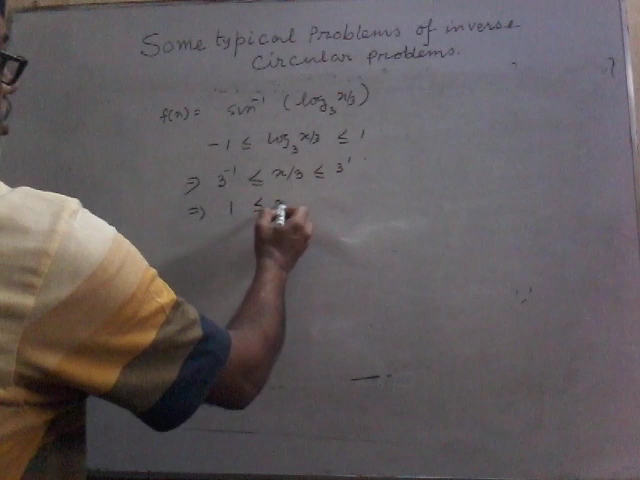 Some typical Problems of inverse
Circular problems.
f(x) = sin⁻¹ (log₃ x/3)
-1 ≤ log₃ x/3 ≤ 1
⇒ 3⁻¹ ≤ x/3 ≤ 3¹
⇒ 1 ≤